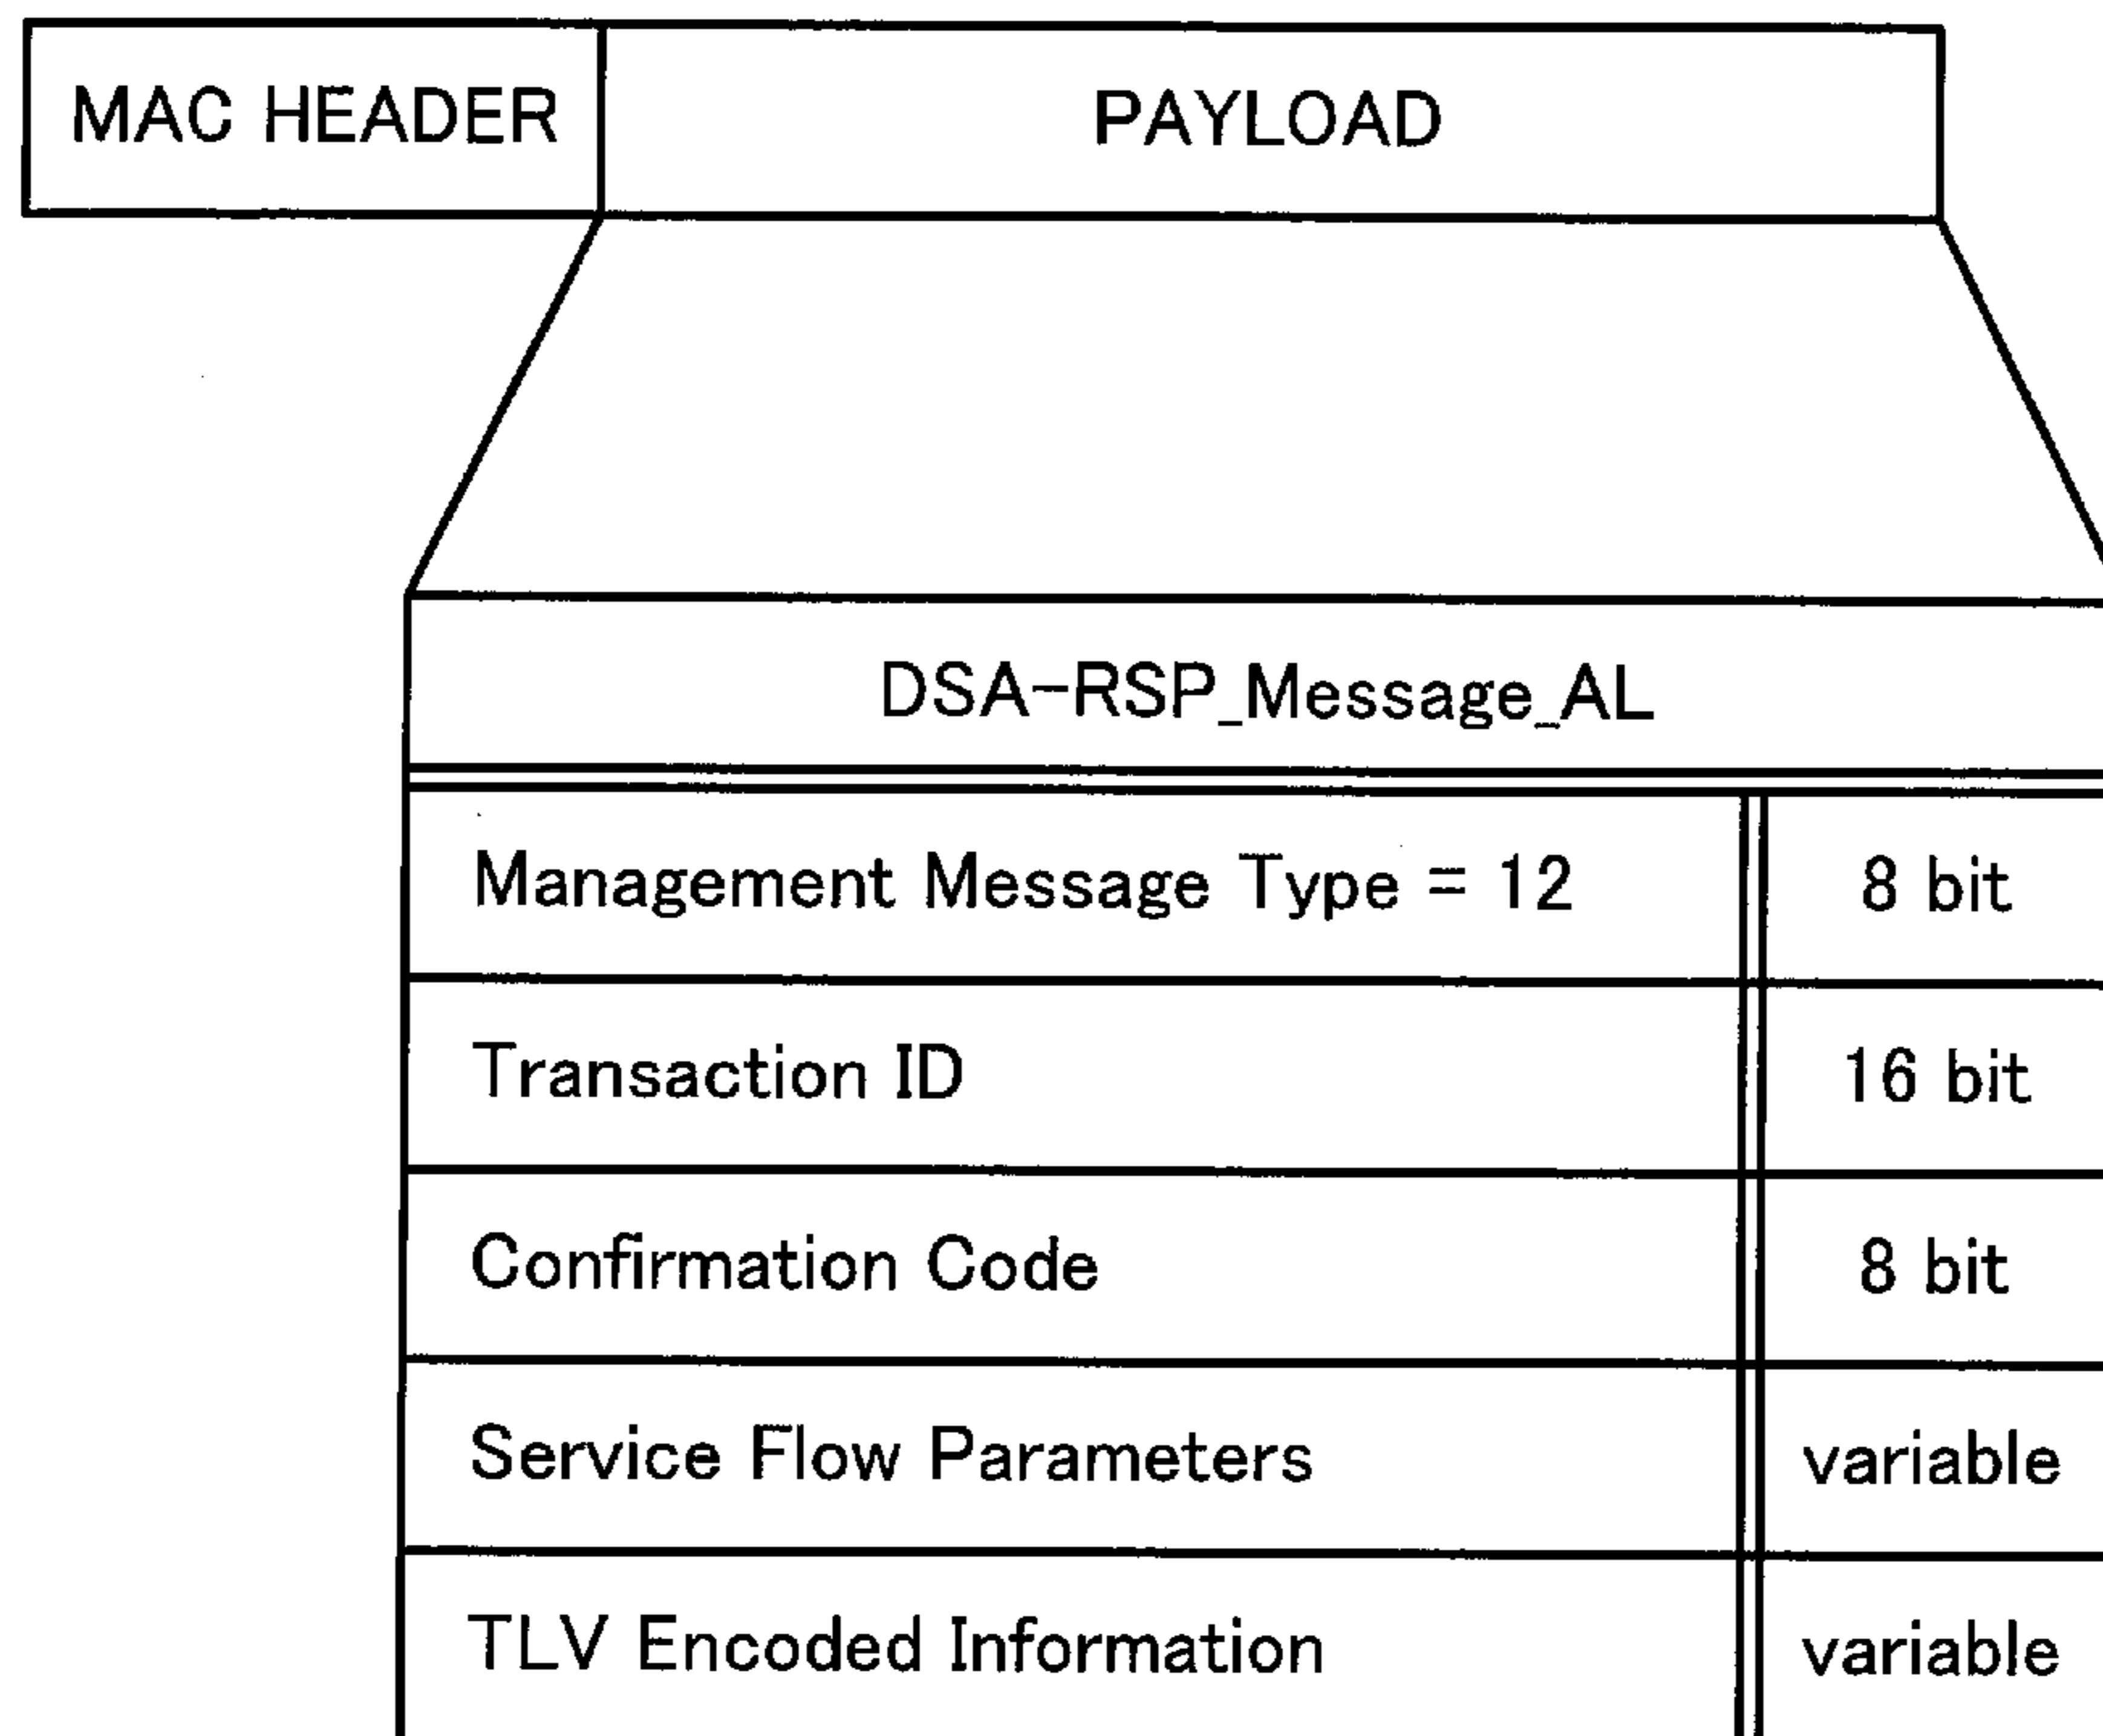 MAC HEADER PAYLOAD
DSA-RSP_Message_AL
Management Message Type = 12 8 bit
Transaction ID 16 bit
Confirmation Code 8 bit
Service Flow Parameters variable
TLV Encoded Information variable